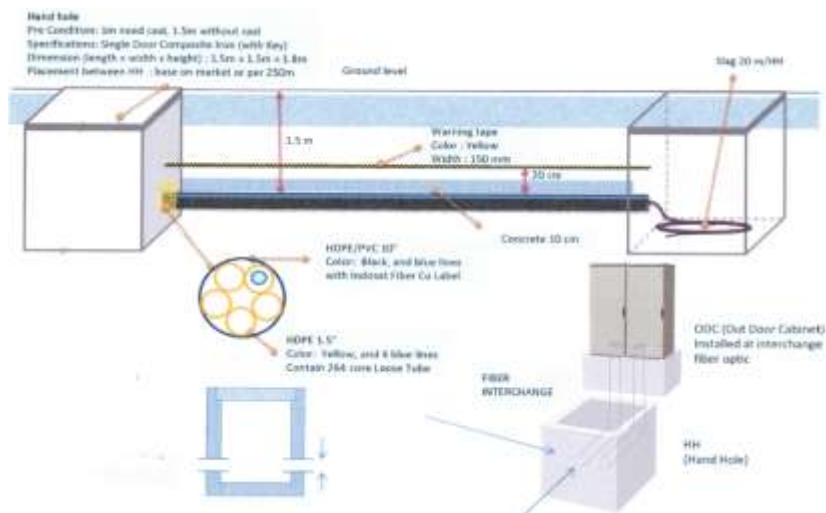 Hand hole
Pre Condition: 1m need cast, 1.5m without cast
Specifications: Single Door Composite Iron (with Key)
Dimension (length x width x height) : 1.5m x 1.5m x 1.8m
Placement between HH : base on market or per 250m
Ground level
Slag 20 m/HH
1.5 m
Warning tape
Color : Yellow
Width : 150 mm
20 cm
Concrete 10 cm
HDPE/PVC 10"
Color: Black, and blue lines
with Indosat Fiber Cu Label
HDPE 1.5"
Color : Yellow, and 4 blue lines
Contain 264 core Loose Tube
ODC (Out Door Cabinet)
Installed at interchange
fiber optic
FIBER
INTERCHANGE
HH
(Hand Hole)